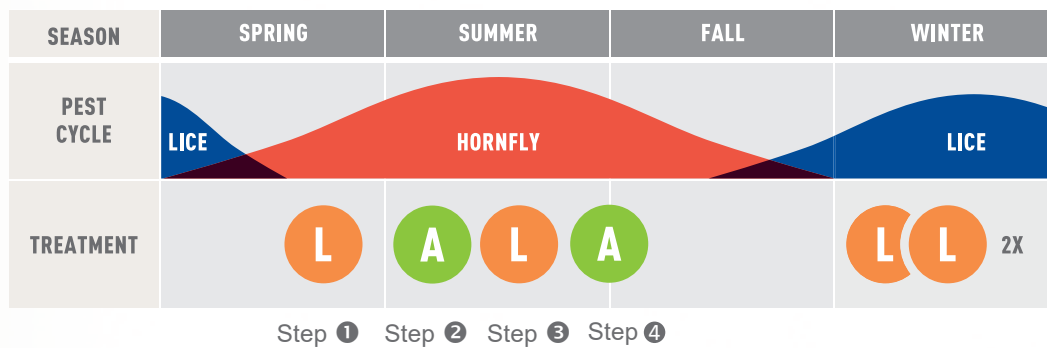 SEASON SPRING SUMMER FALL WINTER
PEST
CYCLE
LICE HORNFLY LICE
TREATMENT L A L A L L 2X
Step ❶ Step ❷ Step ❸ Step ❹